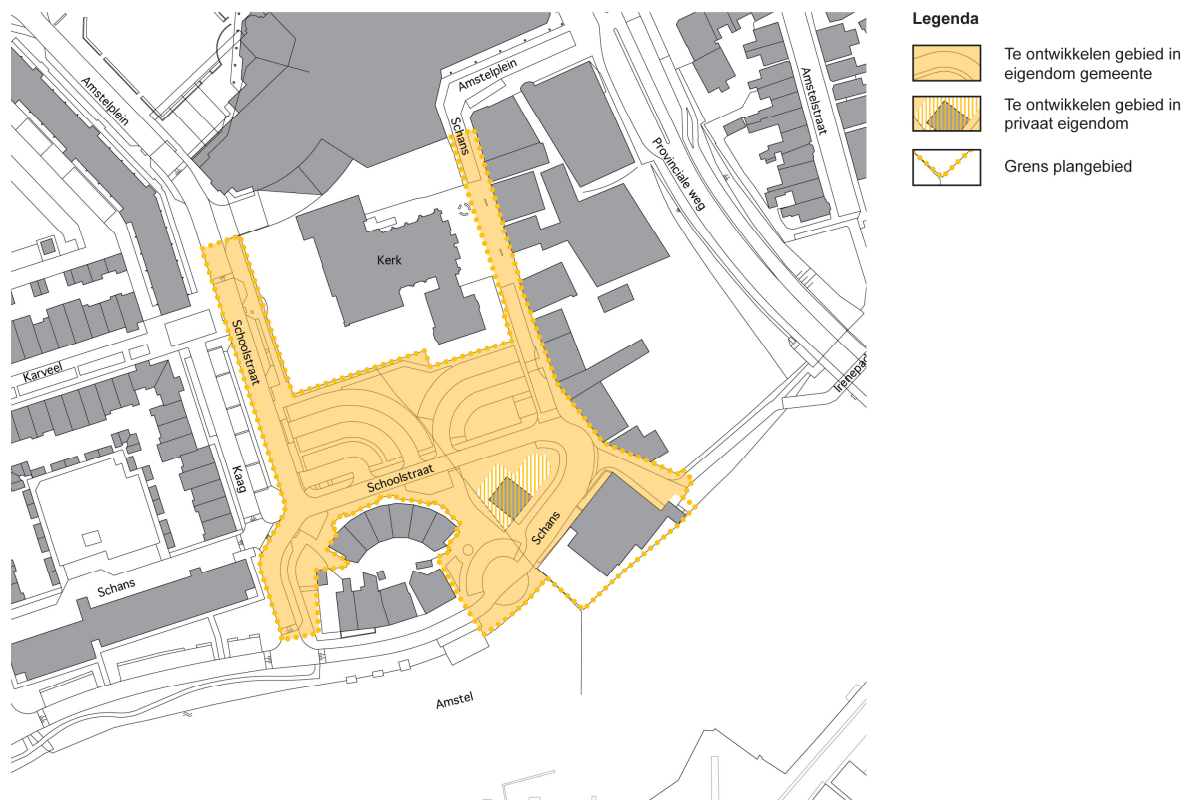 Amstelplein
Amstelplein
Schans
Provinciale weg
Amstelstraat
Kerk
Schoolstraat
Karveel
Kaag
Schoolstraat
Schans
Schans
Amstel
Legenda
Te ontwikkelen gebied in
eigendom gemeente
Te ontwikkelen gebied in
privaat eigendom
Grens plangebied